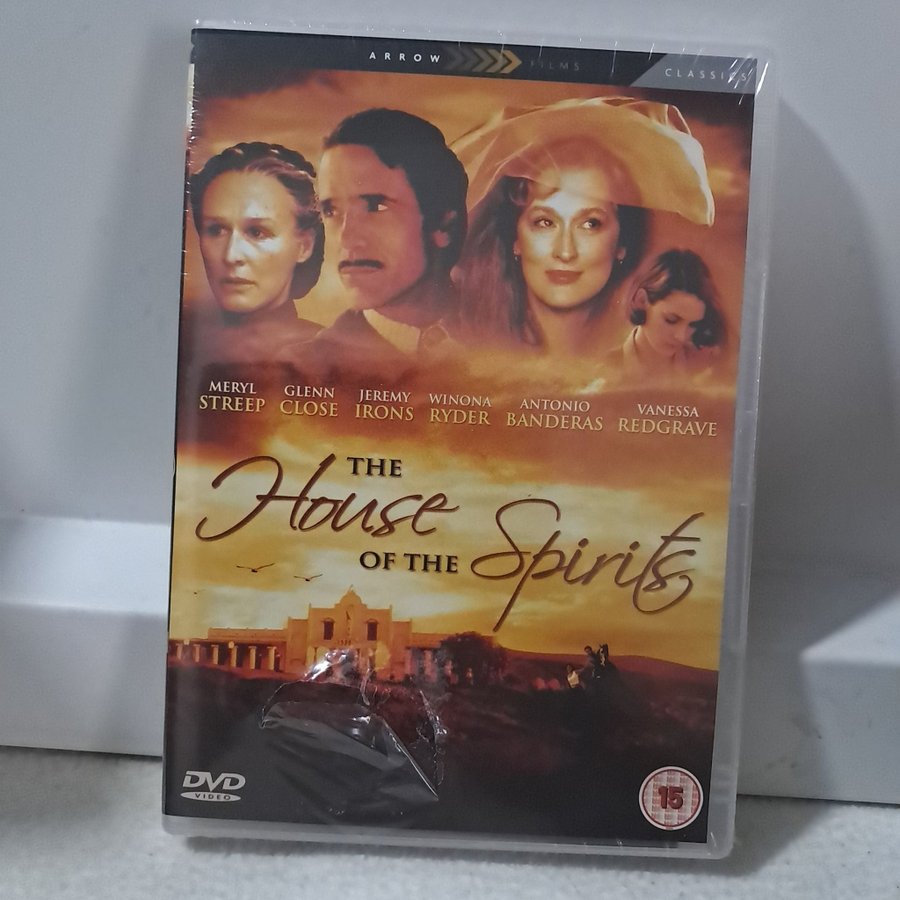 ARROW FILMS
CLASSICS
MERYL STREEP
GLENN CLOSE
JEREMY IRONS
WINONA RYDER
ANTONIO BANDERAS
VANESSA REDGRAVE
THE
House
OF THE Spirits
DVD
VIDEO
15